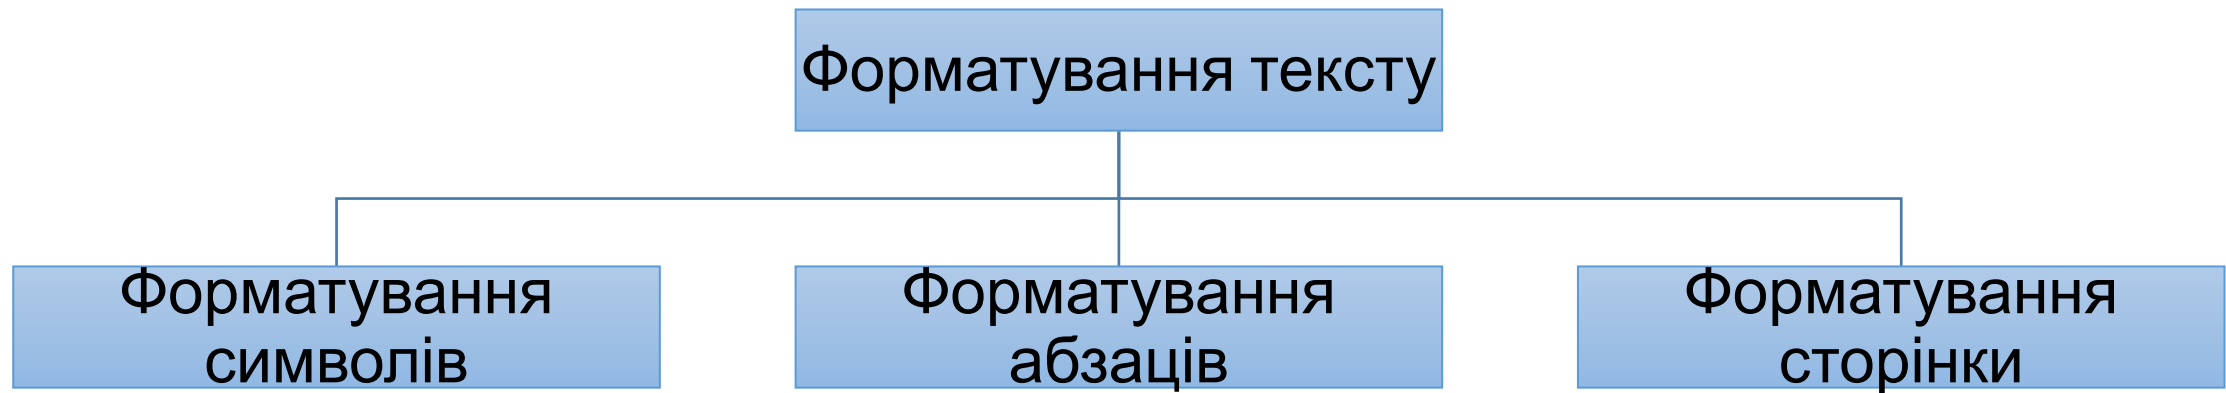 Форматування тексту
Форматування
символів
Форматування
абзаців
Форматування
сторінки